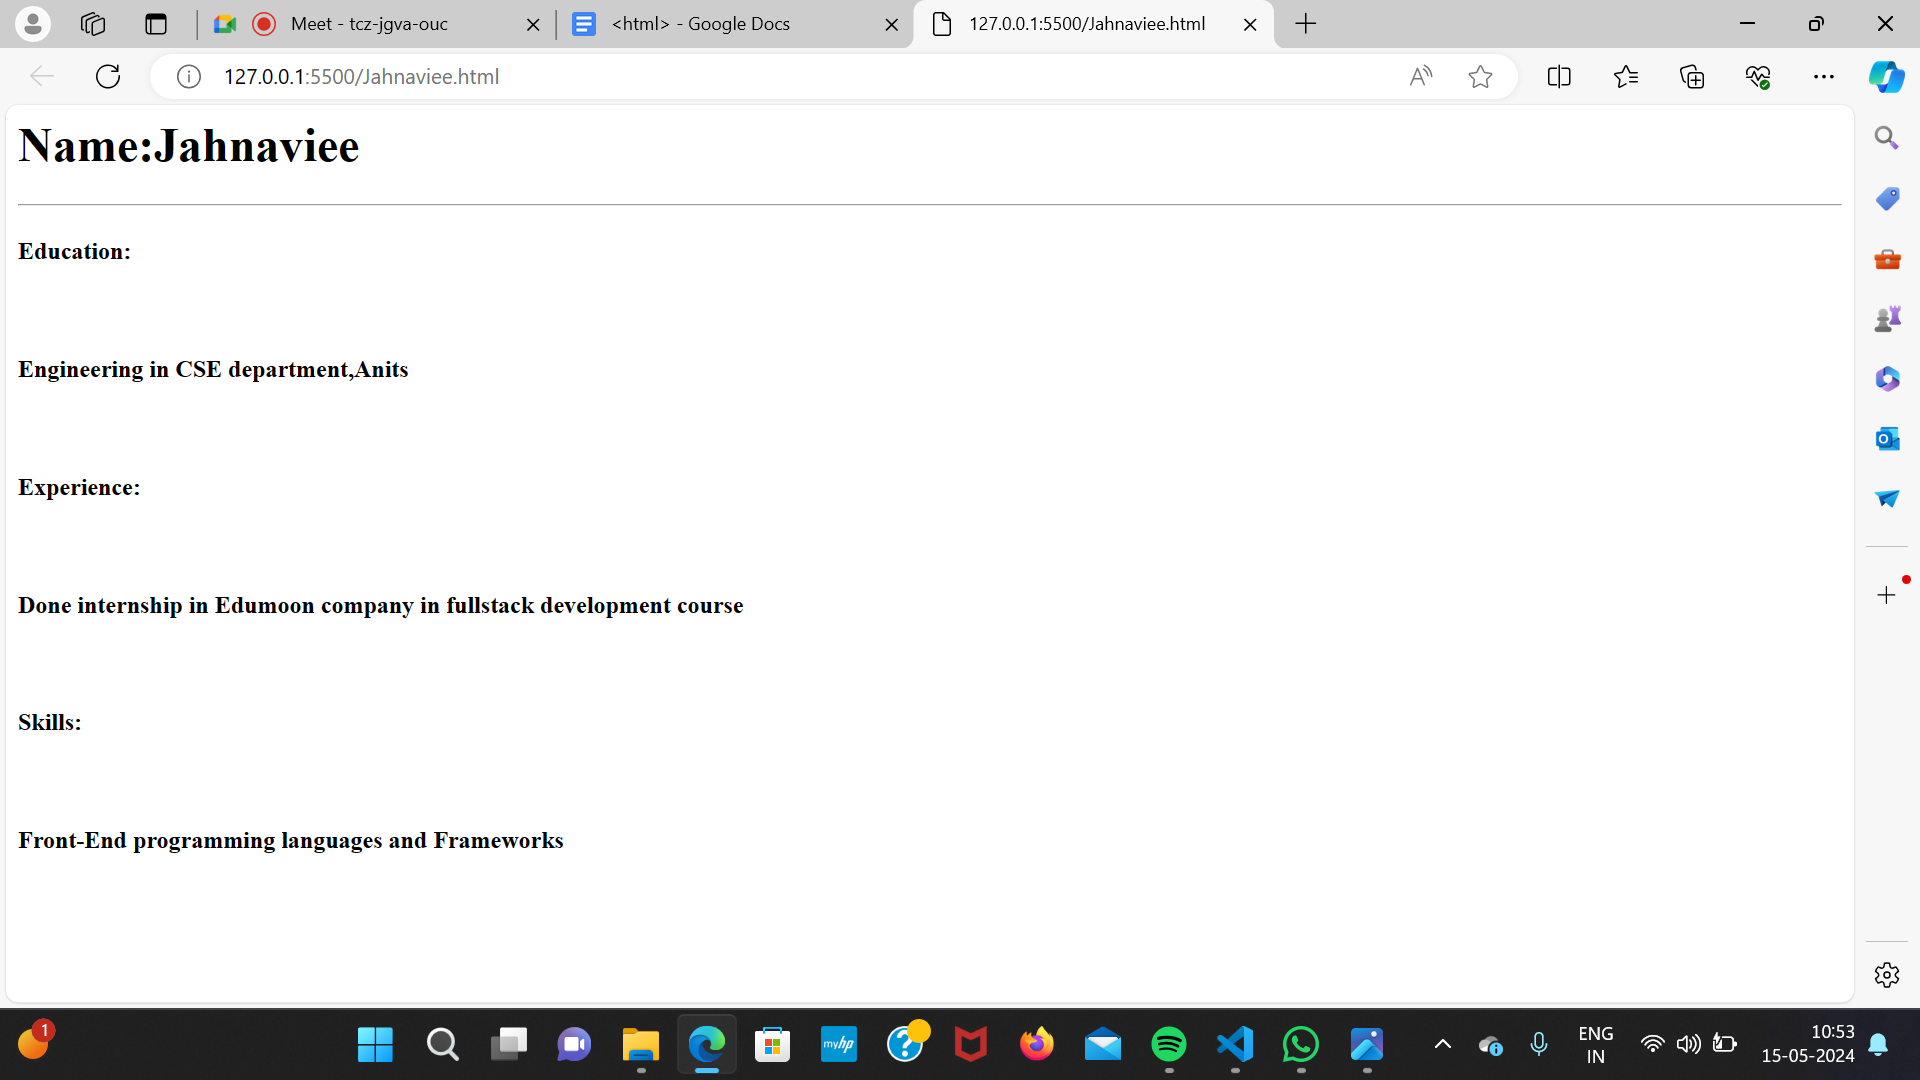 Meet - tcz-jgva-ouc
<html> - Google Docs
127.0.0.1:5500/Jahnaviee.html
127.0.0.1:5500/Jahnaviee.html
Name:Jahnaviee
Education:
Engineering in CSE department,Anits
Experience:
Done internship in Edumoon company in fullstack development course
Skills:
Front-End programming languages and Frameworks
1
myhp
ENG
IN
10:53
15-05-2024